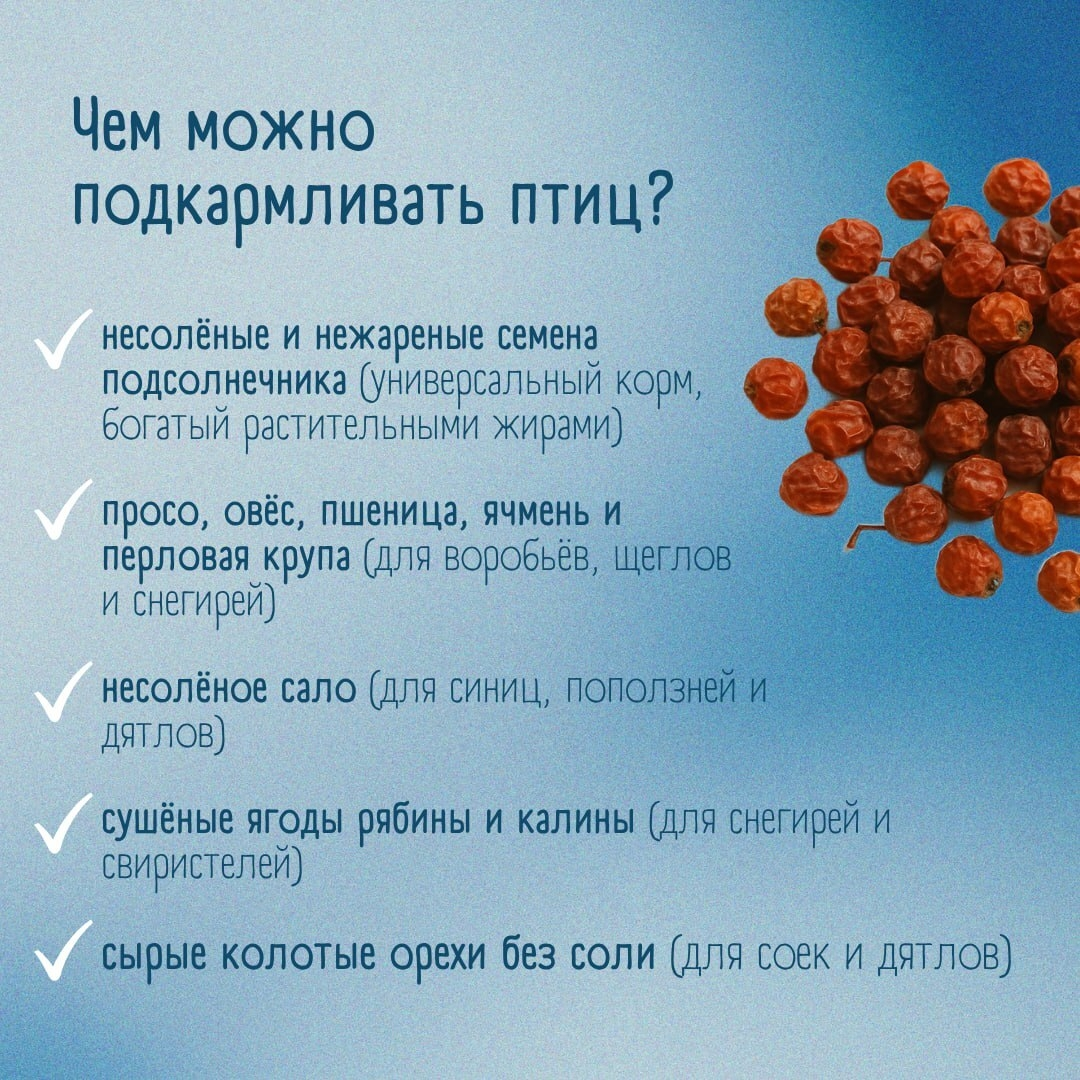 Чем можно
подкармливать птиц?
несолёные и нежареные семена
подсолнечника (универсальный корм,
богатый растительными жирами)
просо, овёс, пшеница, ячмень и
перловая крупа (для воробьёв, щеглов
и снегирей)
несолёное сало (для синиц, поползней и
дятлов)
сушёные ягоды рябины и калины (для снегирей и
свиристелей)
сырые колотые орехи без соли (для соек и дятлов)